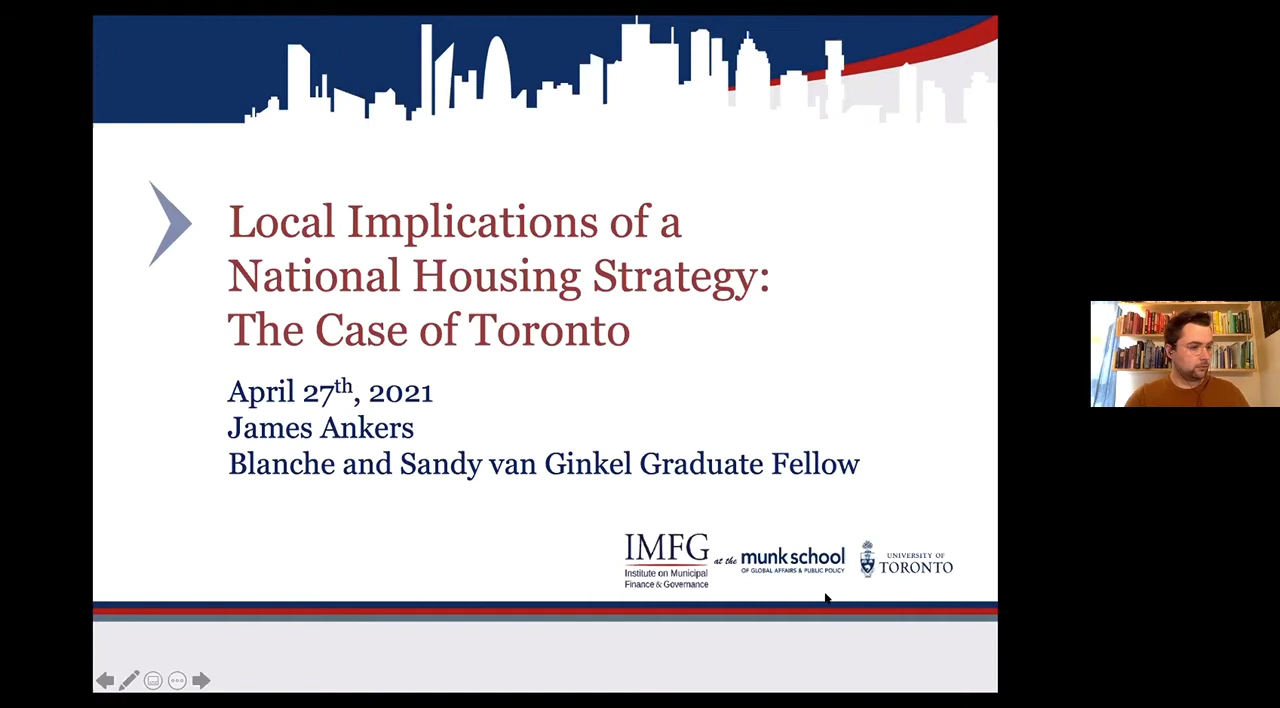 Local Implications of a
National Housing Strategy:
The Case of Toronto
April 27th, 2021
James Ankers
Blanche and Sandy van Ginkel Graduate Fellow
IMFG at the munk school UNIVERSITY OF
Institute on Municipal OF GLOBAL AFFAIRS & PUBLIC POLICY TORONTO
Finance & Governance